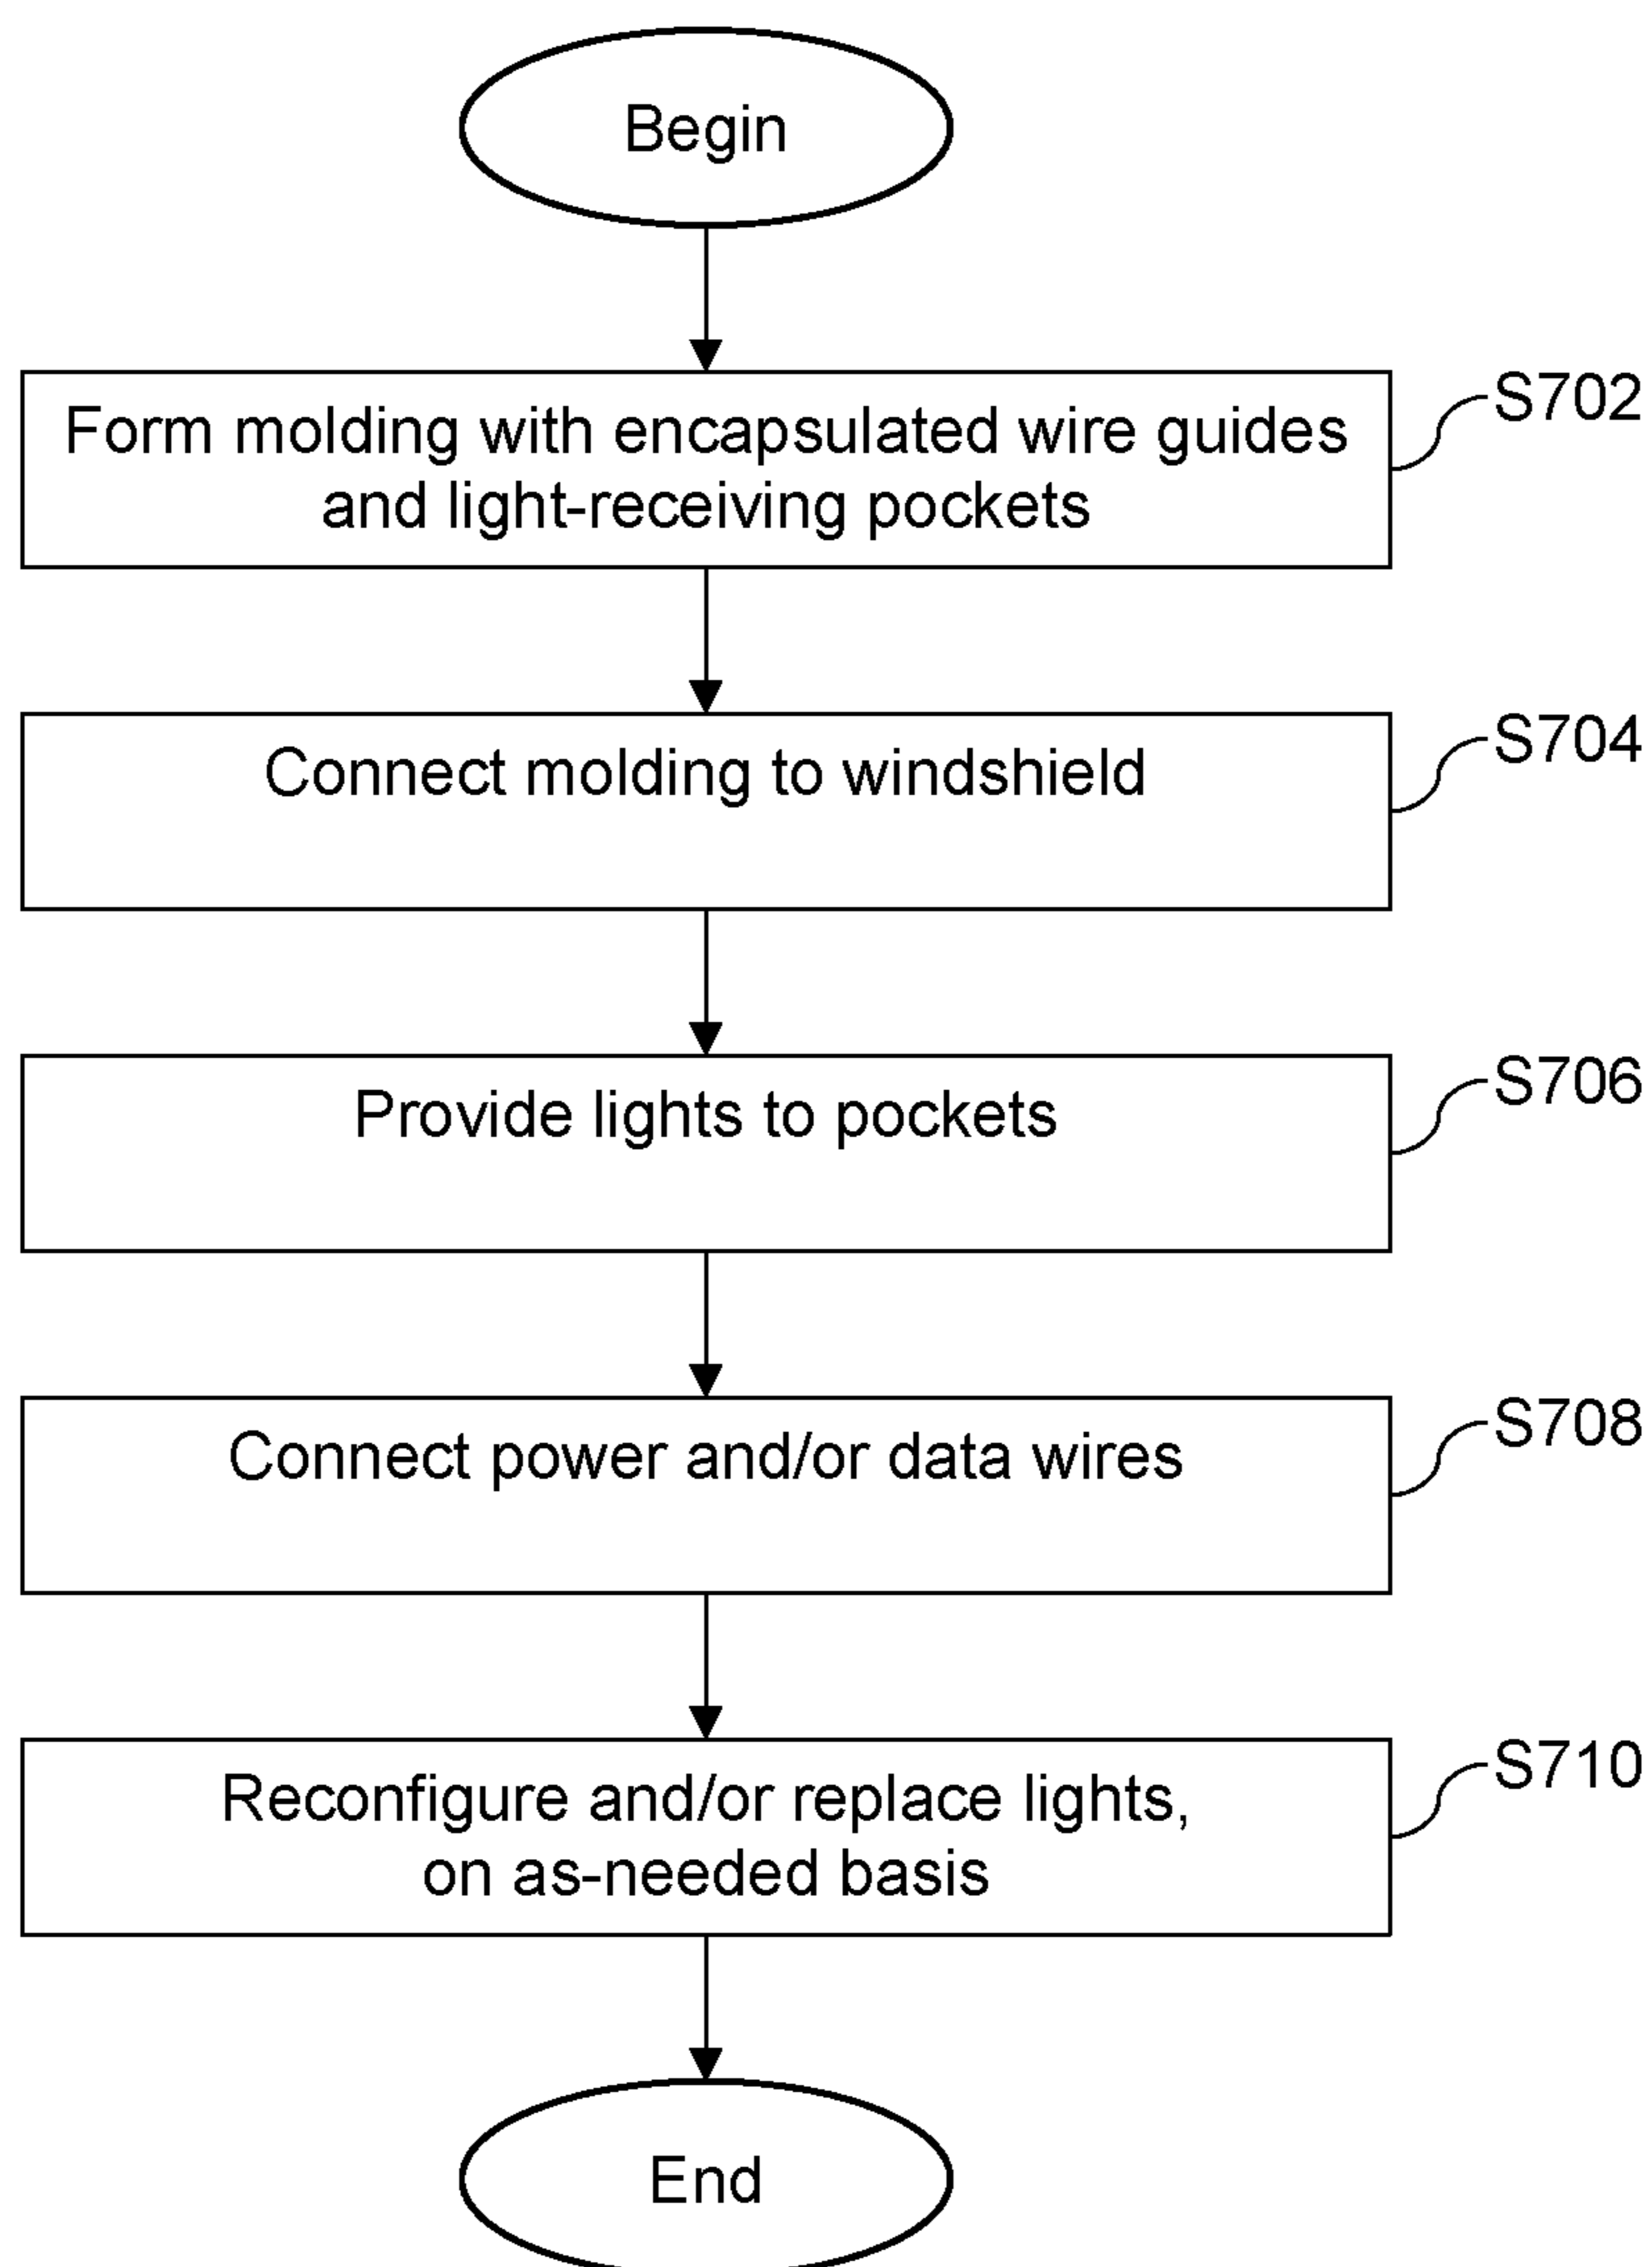 Begin
Form molding with encapsulated wire guides
and light-receiving pockets
S702
Connect molding to windshield
S704
Provide lights to pockets
S706
Connect power and/or data wires
S708
Reconfigure and/or replace lights,
on as-needed basis
S710
End